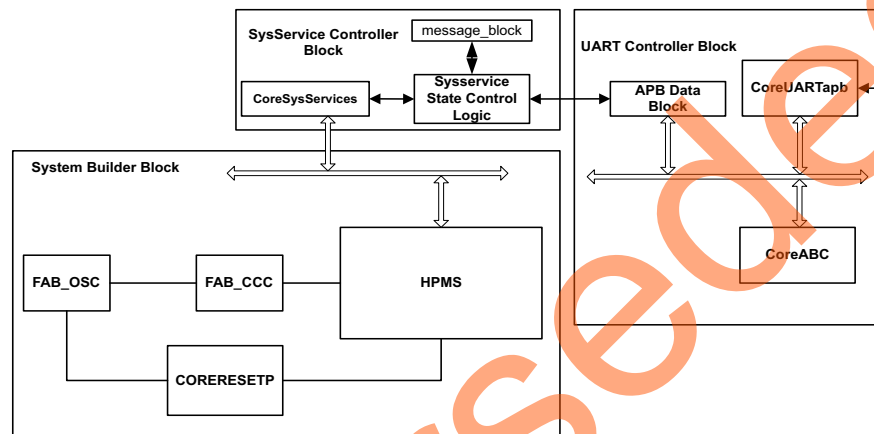 SysService Controller
Block
message_block
CoreSysServices
Sysservice
State Control
Logic
UART Controller Block
APB Data
Block
CoreUARTapb
CoreABC
System Builder Block
FAB_OSC
FAB_CCC
HPMS
CORERESETP